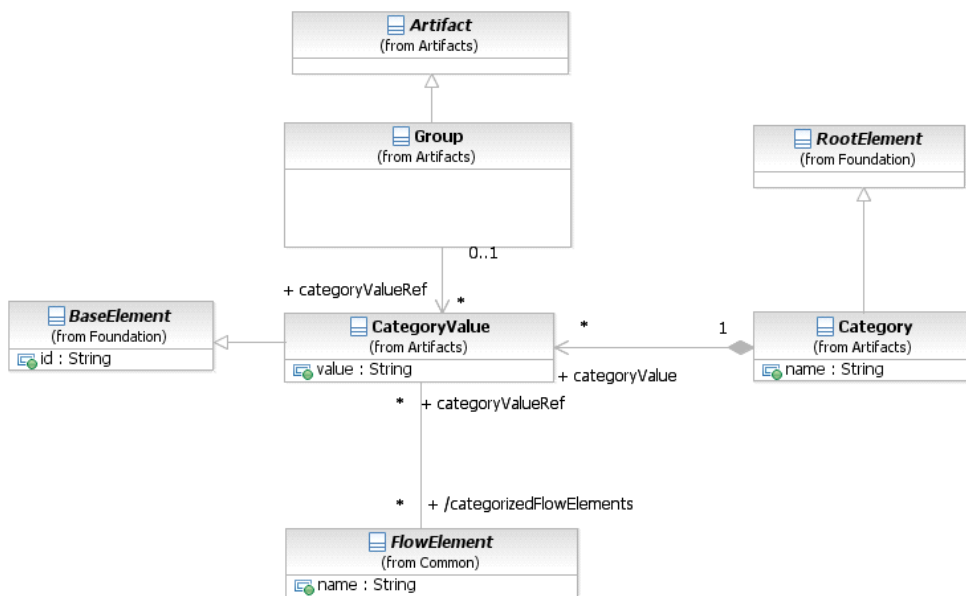 Artifact
(from Artifacts)
Group
(from Artifacts)
RootElement
(from Foundation)
0..1
+ categoryValueRef
*
BaseElement
(from Foundation)
id : String
CategoryValue
(from Artifacts)
value : String
*
1
+ categoryValue
Category
(from Artifacts)
name : String
* + categoryValueRef
* + /categorizedFlowElements
FlowElement
(from Common)
name : String